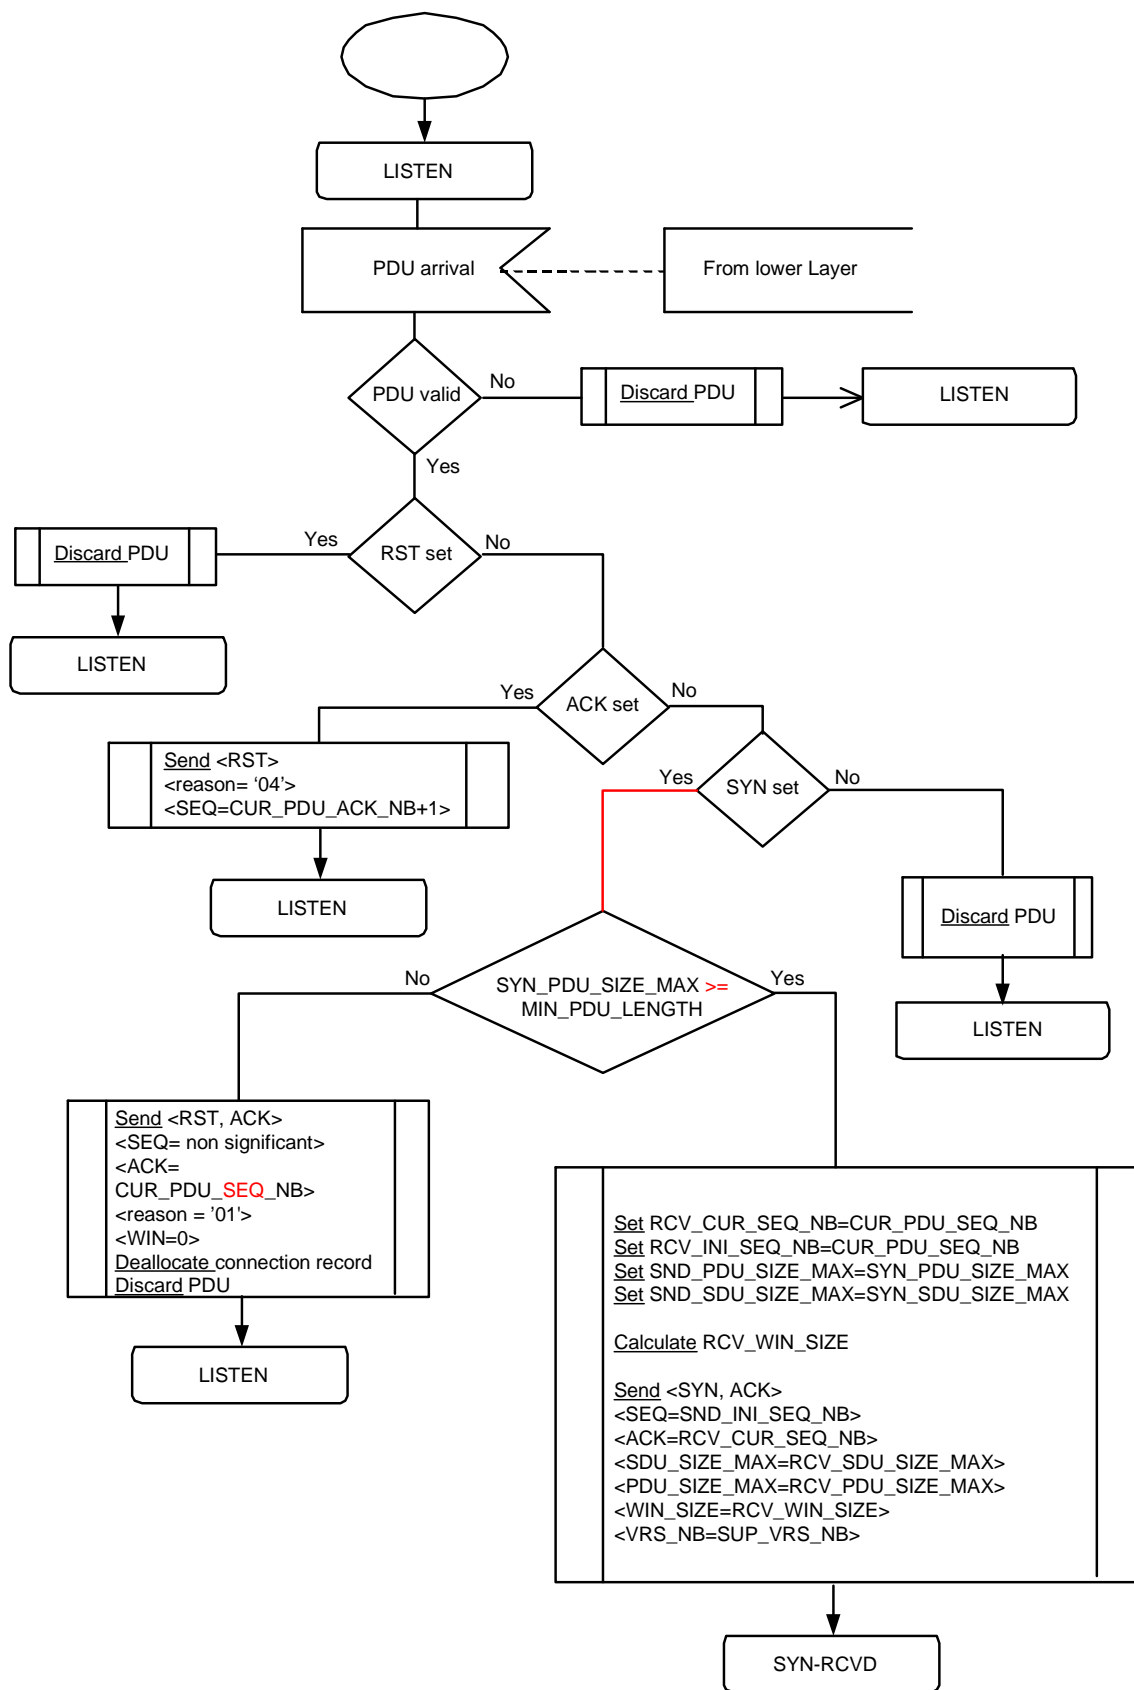 LISTEN
PDU arrival
From lower Layer
PDU valid
No
Discard PDU
LISTEN
Yes
Yes
RST set
No
Discard PDU
LISTEN
Yes
ACK set
No
Send <RST>
<reason= ‘04’>
<SEQ=CUR_PDU_ACK_NB+1>
Yes
SYN set
No
LISTEN
Discard PDU
No
SYN_PDU_SIZE_MAX >=
MIN_PDU_LENGTH
Yes
LISTEN
Send <RST, ACK>
<SEQ= non significant>
<ACK=
CUR_PDU_SEQ_NB>
<reason = ’01’>
<WIN=0>
Deallocate connection record
Discard PDU
LISTEN
Set RCV_CUR_SEQ_NB=CUR_PDU_SEQ_NB
Set RCV_INI_SEQ_NB=CUR_PDU_SEQ_NB
Set SND_PDU_SIZE_MAX=SYN_PDU_SIZE_MAX
Set SND_SDU_SIZE_MAX=SYN_SDU_SIZE_MAX
Calculate RCV_WIN_SIZE
Send <SYN, ACK>
<SEQ=SND_INI_SEQ_NB>
<ACK=RCV_CUR_SEQ_NB>
<SDU_SIZE_MAX=RCV_SDU_SIZE_MAX>
<PDU_SIZE_MAX=RCV_PDU_SIZE_MAX>
<WIN_SIZE=RCV_WIN_SIZE>
<VRS_NB=SUP_VRS_NB>
SYN-RCVD